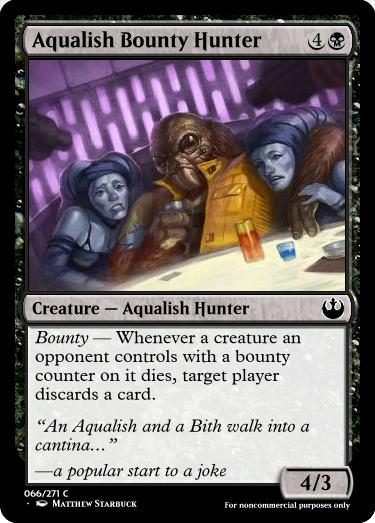 Aqualish Bounty Hunter 4
Creature — Aqualish Hunter
Bounty — Whenever a creature an
opponent controls with a bounty
counter on it dies, target player
discards a card.
“An Aqualish and a Bith walk into a
cantina...”
—a popular start to a joke
4/3
066/271 C
· Matthew Starbuck
For noncommercial purposes only